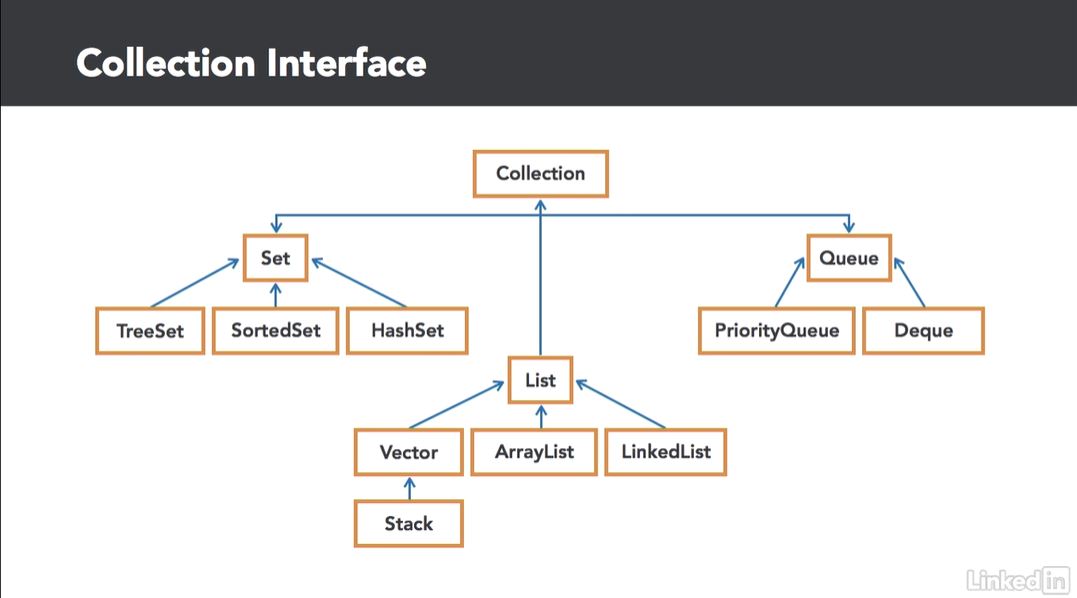 Collection Interface
Collection
Set
Queue
TreeSet
SortedSet
HashSet
PriorityQueue
Deque
List
Vector
ArrayList
LinkedList
Stack
LinkedIn